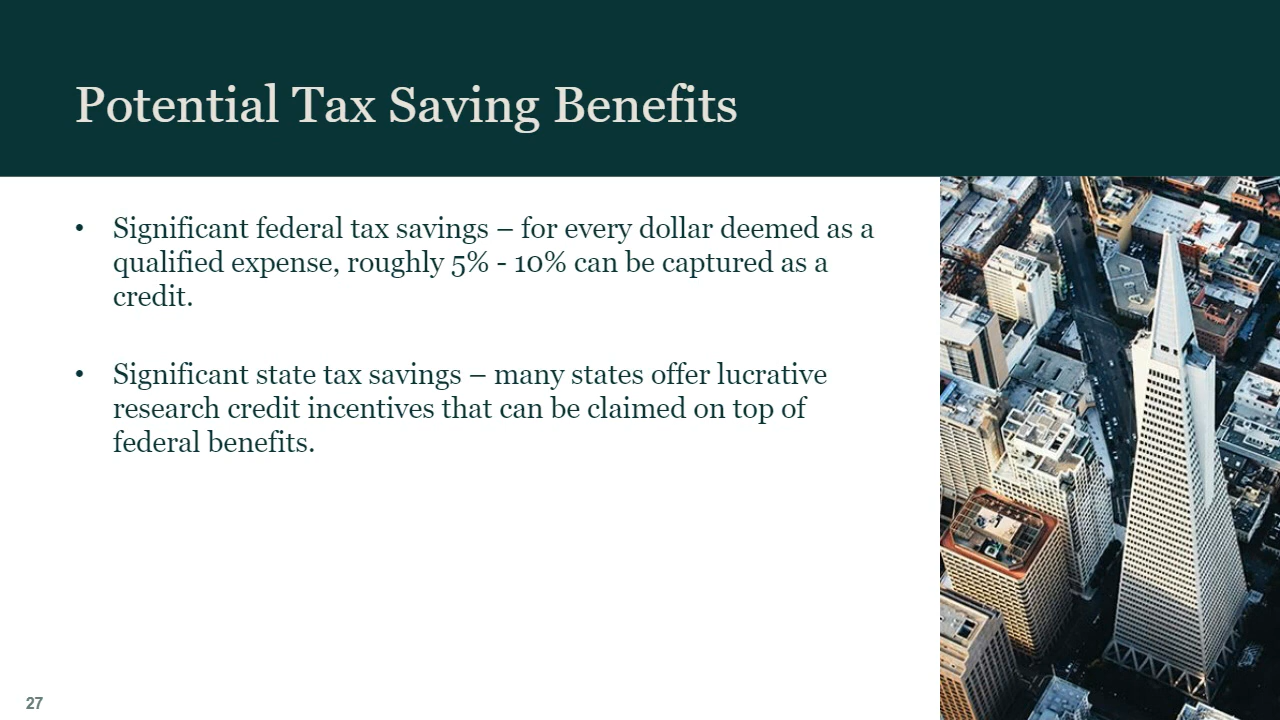 Potential Tax Saving Benefits
• Significant federal tax savings – for every dollar deemed as a
qualified expense, roughly 5% - 10% can be captured as a
credit.
• Significant state tax savings – many states offer lucrative
research credit incentives that can be claimed on top of
federal benefits.
27